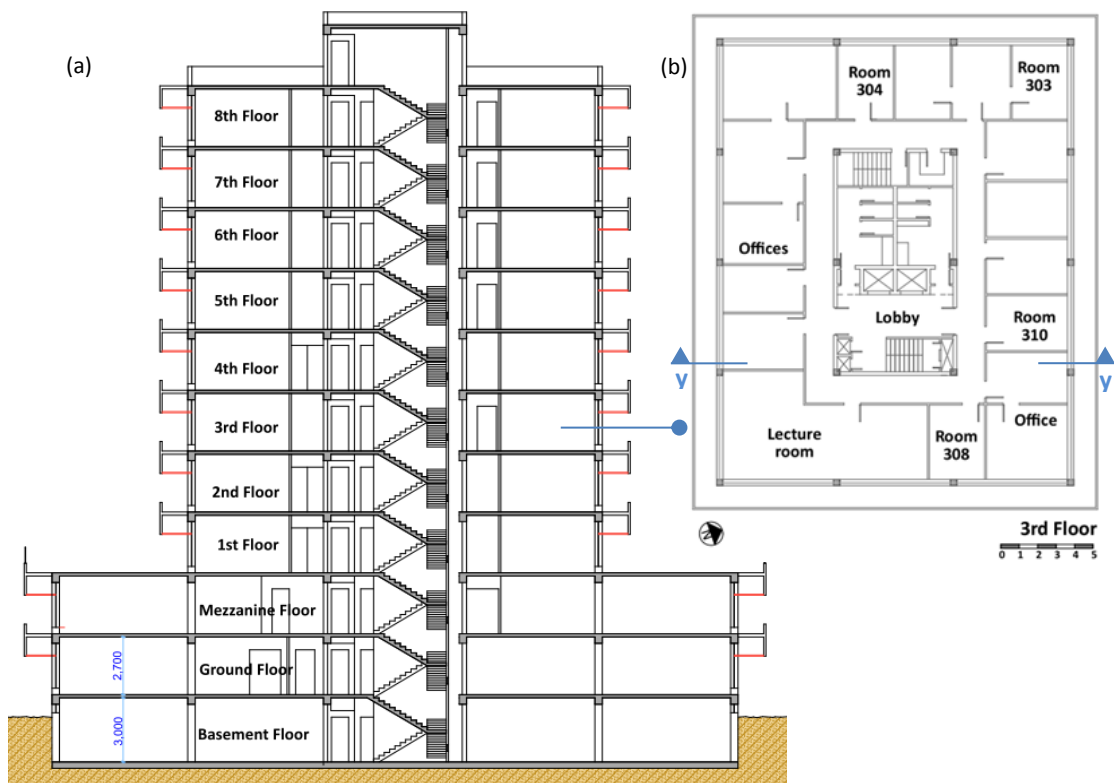 (a)
8th Floor
7th Floor
6th Floor
5th Floor
4th Floor
3rd Floor
2nd Floor
1st Floor
Mezzanine Floor
Ground Floor
Basement Floor
2,700
3,000
(b)
Room
304
Room
303
Offices
Lobby
Room
310
y
y
Lecture
room
Room
308
Office
3rd Floor
0 1 2 3 4 5